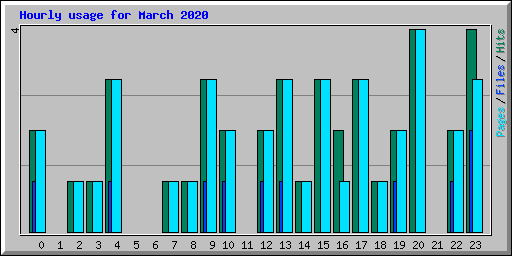 Hourly usage for March 2020
4
Pages/Files/Hits
0 1 2 3 4 5 6 7 8 9 10 11 12 13 14 15 16 17 18 19 20 21 22 23